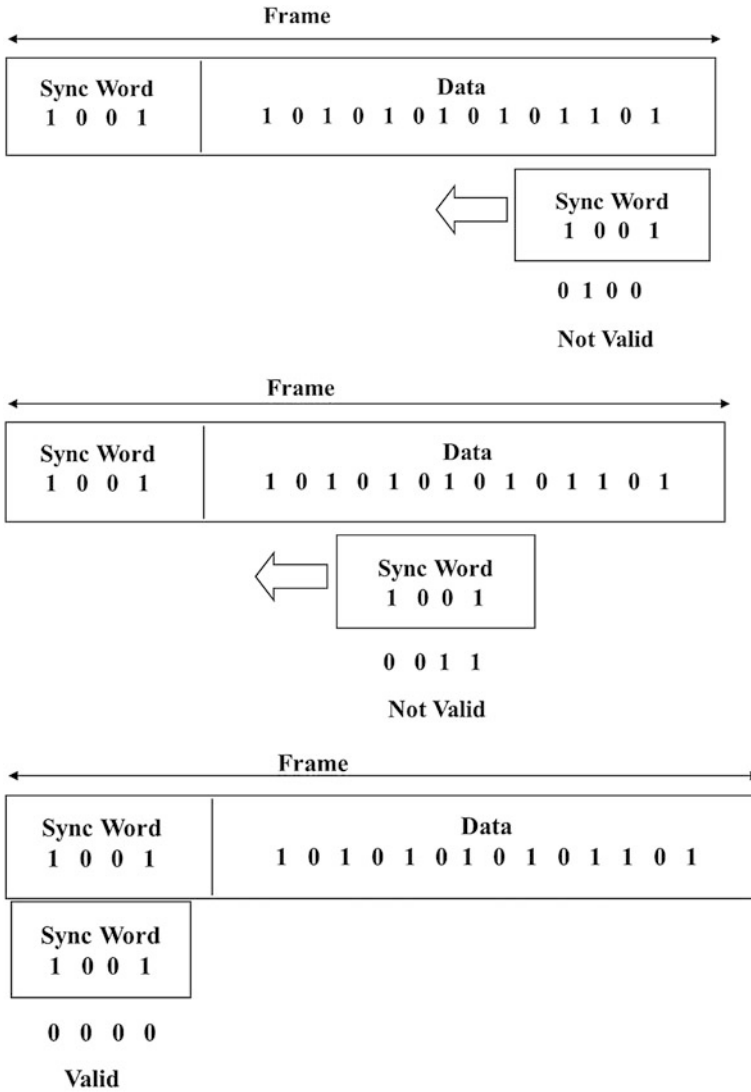 Frame
Sync Word Data
1 0 0 1 1 0 1 0 1 0 1 0 1 0 1 1 0 1
Sync Word
1 0 0 1
0 1 0 0
Not Valid
Frame
Sync Word Data
1 0 0 1 1 0 1 0 1 0 1 0 1 0 1 1 0 1
Sync Word
1 0 0 1
0 0 1 1
Not Valid
Frame
Sync Word Data
1 0 0 1 1 0 1 0 1 0 1 0 1 0 1 1 0 1
Sync Word
1 0 0 1
0 0 0 0
Valid